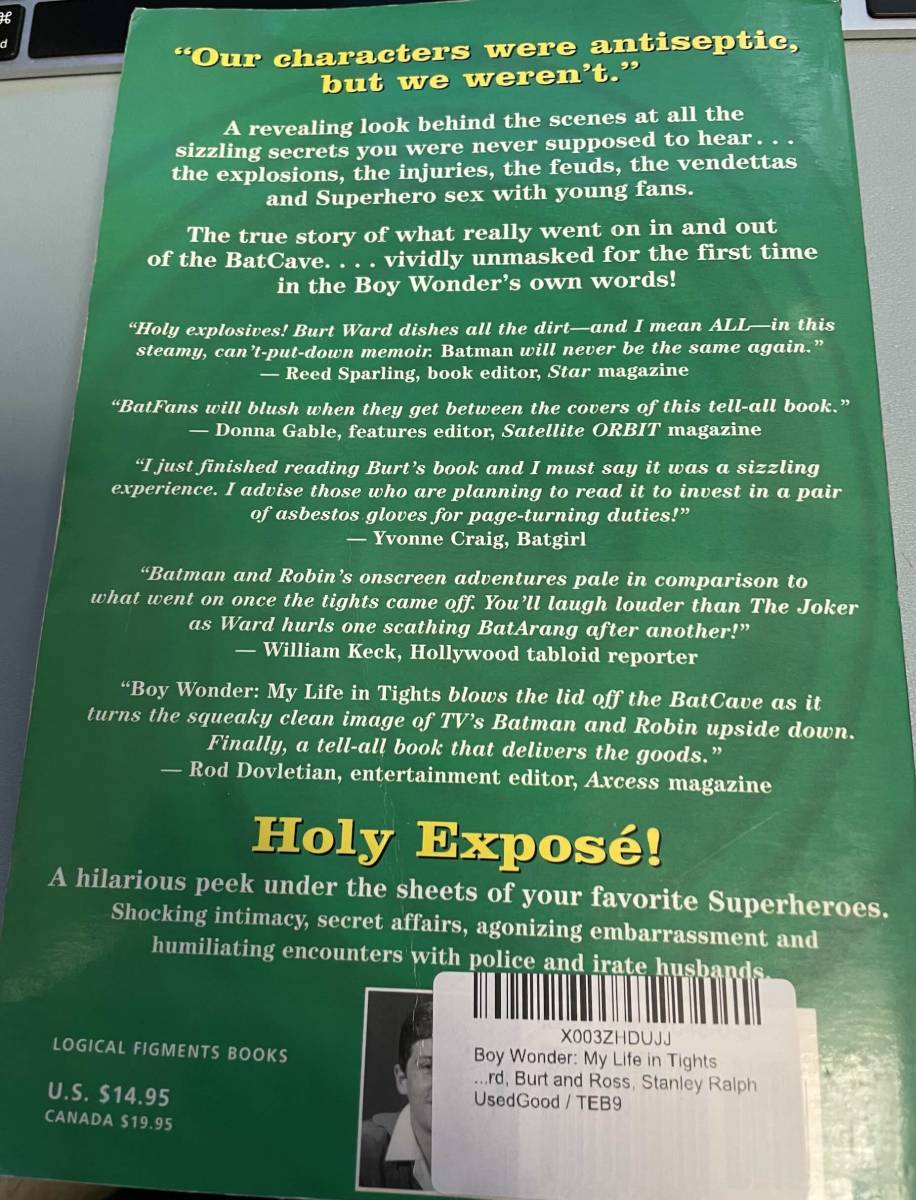 ⌘
d
“Our characters were antiseptic,
but we weren’t.”
A revealing look behind the scenes at all the
sizzling secrets you were never supposed to hear . . .
the explosions, the injuries, the feuds, the vendettas
and Superhero sex with young fans.
The true story of what really went on in and out
of the BatCave. . . . vividly unmasked for the first time
in the Boy Wonder’s own words!
“Holy explosives! Burt Ward dishes all the dirt—and I mean ALL—in this
steamy, can’t-put-down memoir. Batman will never be the same again.”
— Reed Sparling, book editor, Star magazine
“BatFans will blush when they get between the covers of this tell-all book.”
— Donna Gable, features editor, Satellite ORBIT magazine
“I just finished reading Burt’s book and I must say it was a sizzling
experience. I advise those who are planning to read it to invest in a pair
of asbestos gloves for page-turning duties!”
— Yvonne Craig, Batgirl
“Batman and Robin’s onscreen adventures pale in comparison to
what went on once the tights came off. You’ll laugh louder than The Joker
as Ward hurls one scathing BatArang after another!”
— William Keck, Hollywood tabloid reporter
“Boy Wonder: My Life in Tights blows the lid off the BatCave as it
turns the squeaky clean image of TV’s Batman and Robin upside down.
Finally, a tell-all book that delivers the goods.”
— Rod Dovletian, entertainment editor, Axcess magazine
Holy Exposé!
A hilarious peek under the sheets of your favorite Superheroes.
Shocking intimacy, secret affairs, agonizing embarrassment and
humiliating encounters with police and irate husbands.
LOGICAL FIGMENTS BOOKS
U.S. $14.95
CANADA $19.95
X003ZHDUJJ
Boy Wonder: My Life in Tights
...rd, Burt and Ross, Stanley Ralph
UsedGood / TEB9